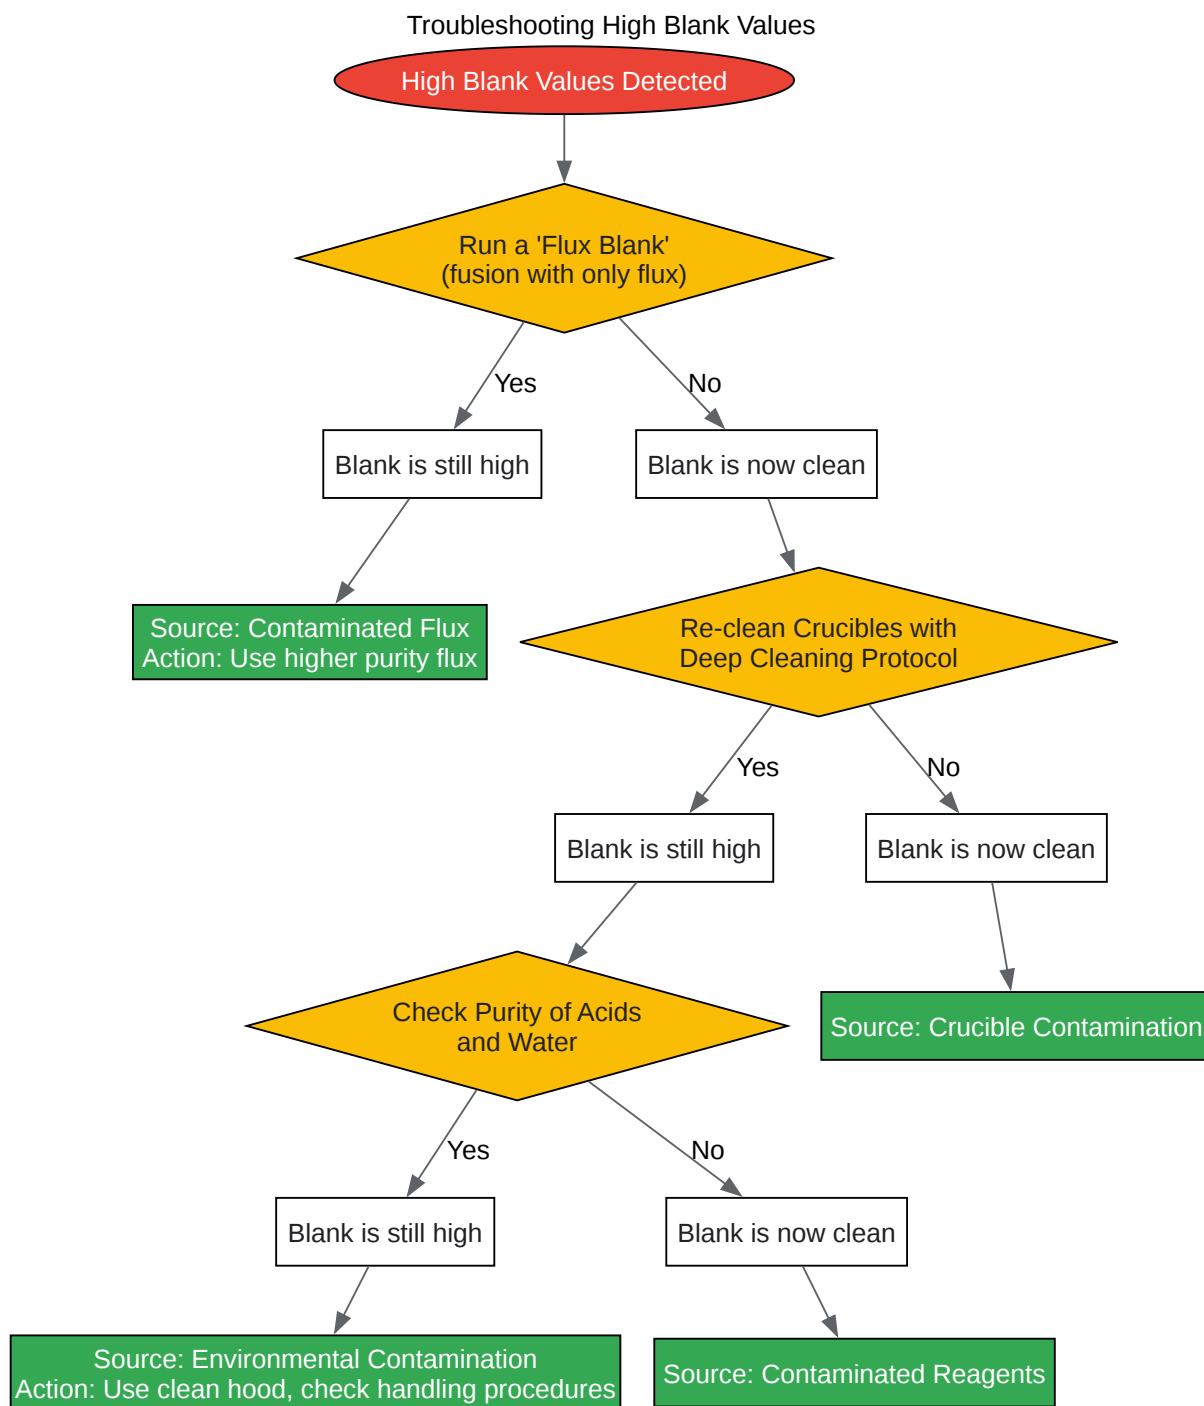 Troubleshooting High Blank Values
High Blank Values Detected
Run a 'Flux Blank'
(fusion with only flux)
Yes
No
Blank is still high
Blank is now clean
Source: Contaminated Flux
Action: Use higher purity flux
Re-clean Crucibles with
Deep Cleaning Protocol
Yes
No
Blank is still high
Blank is now clean
Check Purity of Acids
and Water
Source: Crucible Contamination
Yes
No
Blank is still high
Blank is now clean
Source: Environmental Contamination
Action: Use clean hood, check handling procedures
Source: Contaminated Reagents